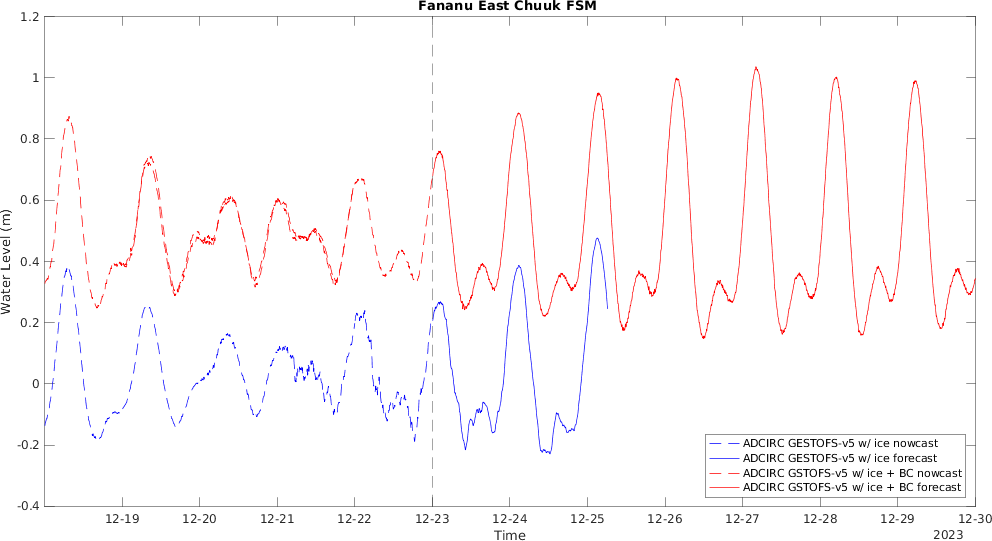 Fananu East Chuuk FSM
1.2
1
0.8
0.6
0.4
0.2
0
-0.2
-0.4
Water Level (m)
ADCIRC GESTOFS-v5 w/ ice nowcast
ADCIRC GESTOFS-v5 w/ ice forecast
ADCIRC GSTOFS-v5 w/ ice + BC nowcast
ADCIRC GSTOFS-v5 w/ ice + BC forecast
12-19 12-20 12-21 12-22 12-23 12-24 12-25 12-26 12-27 12-28 12-29 12-30
Time
2023